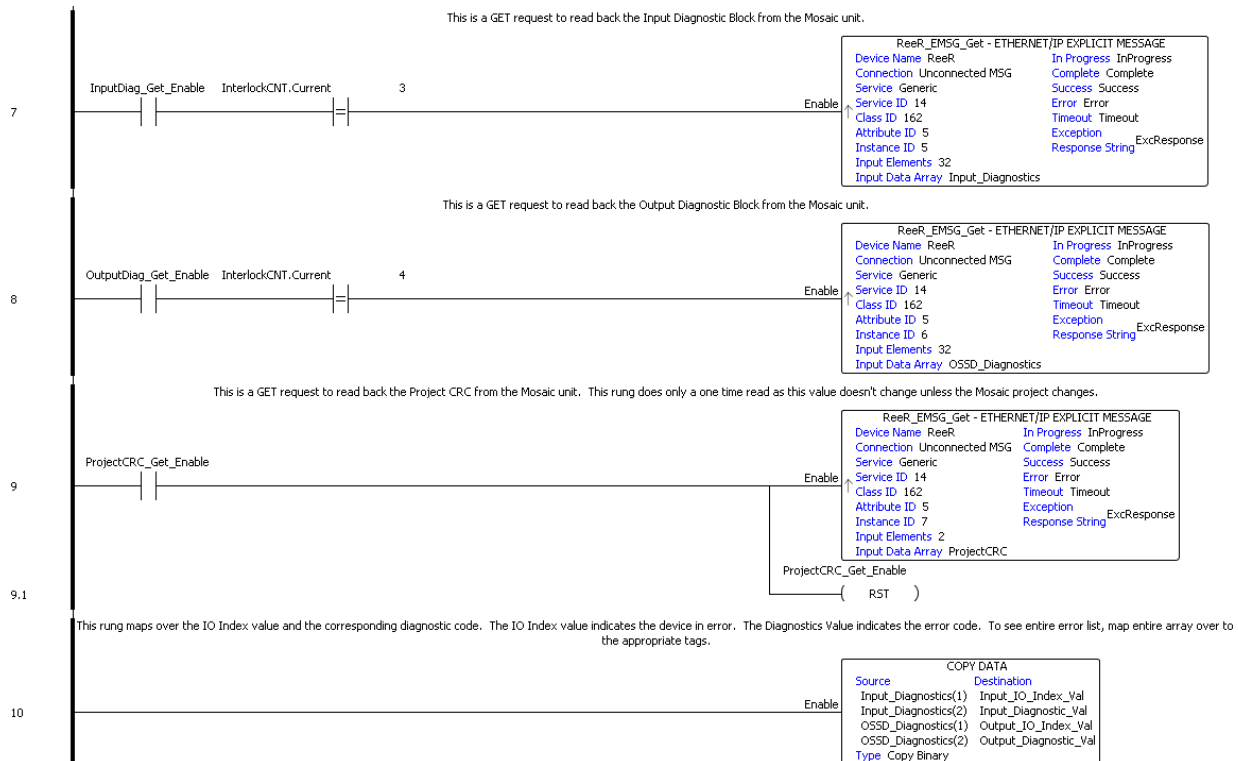 This is a GET request to read back the Input Diagnostic Block from the Mosaic unit.
ReeR_EMSG_Get - ETHERNET/IP EXPLICIT MESSAGE
Device Name ReeR In Progress InProgress
Connection Unconnected MSG Complete Complete
InputDiag_Get_Enable InterlockCNT.Current 3 Service Generic Success Success
Enable Service ID 14 Error Error
7 = Class ID 162 Timeout Timeout
Attribute ID 5 Exception
Instance ID 5 Response String ExcResponse
Input Elements 32
Input Data Array Input_Diagnostics
This is a GET request to read back the Output Diagnostic Block from the Mosaic unit.
ReeR_EMSG_Get - ETHERNET/IP EXPLICIT MESSAGE
Device Name ReeR In Progress InProgress
Connection Unconnected MSG Complete Complete
OutputDiag_Get_Enable InterlockCNT.Current 4 Service Generic Success Success
Enable Service ID 14 Error Error
8 = Class ID 162 Timeout Timeout
Attribute ID 5 Exception
Instance ID 6 Response String ExcResponse
Input Elements 32
Input Data Array OSSD_Diagnostics
This is a GET request to read back the Project CRC from the Mosaic unit. This rung does only a one time read as this value doesn't change unless the Mosaic project changes.
ReeR_EMSG_Get - ETHERNET/IP EXPLICIT MESSAGE
Device Name ReeR In Progress InProgress
Connection Unconnected MSG Complete Complete
ProjectCRC_Get_Enable Service Generic Success Success
Enable Service ID 14 Error Error
9 Class ID 162 Timeout Timeout
Attribute ID 5 Exception
Instance ID 7 Response String ExcResponse
Input Elements 2
Input Data Array ProjectCRC
ProjectCRC_Get_Enable
9.1 ( RST )
This rung maps over the IO Index value and the corresponding diagnostic code. The IO Index value indicates the device in error. The Diagnostics Value indicates the error code. To see entire error list, map entire array over to
the appropriate tags.
COPY DATA
Source Destination
Input_Diagnostics(1) Input_IO_Index_Val
Enable Input_Diagnostics(2) Input_Diagnostic_Val
10 OSSD_Diagnostics(1) Output_IO_Index_Val
OSSD_Diagnostics(2) Output_Diagnostic_Val
Type Copy Binary